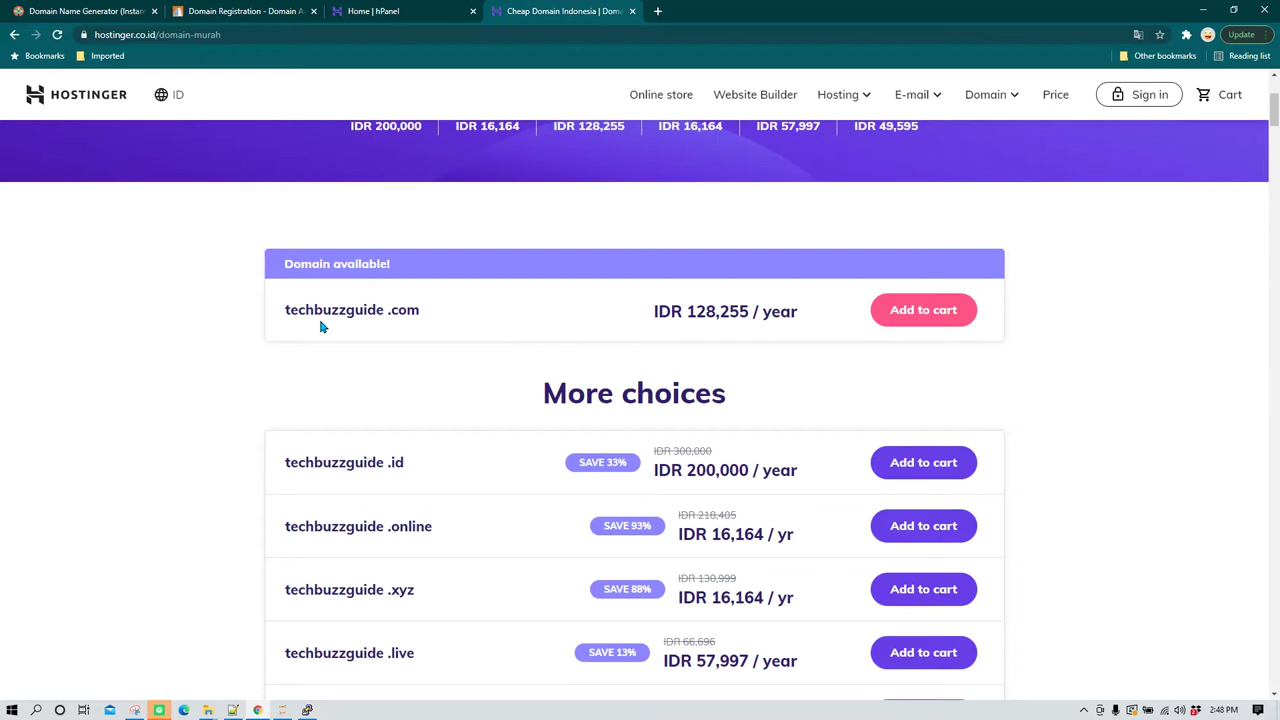 Domain Name Generator (Instan
Domain Registration - Domain A
Home | hPanel
Cheap Domain Indonesia | Dom
hostinger.co.id/domain-murah
Update
Bookmarks
Imported
Other bookmarks
Reading list
HOSTINGER
ID
Online store
Website Builder
Hosting
E-mail
Domain
Price
Sign in
Cart
IDR 200,000
IDR 16,164
IDR 128,255
IDR 16,164
IDR 57,997
IDR 49,595
Domain available!
techbuzzguide .com
IDR 128,255 / year
Add to cart
More choices
techbuzzguide .id
SAVE 33%
IDR 300,000
IDR 200,000 / year
Add to cart
techbuzzguide .online
SAVE 93%
IDR 218,405
IDR 16,164 / yr
Add to cart
techbuzzguide .xyz
SAVE 88%
IDR 130,999
IDR 16,164 / yr
Add to cart
techbuzzguide .live
SAVE 13%
IDR 66,696
IDR 57,997 / year
Add to cart
2:48 PM